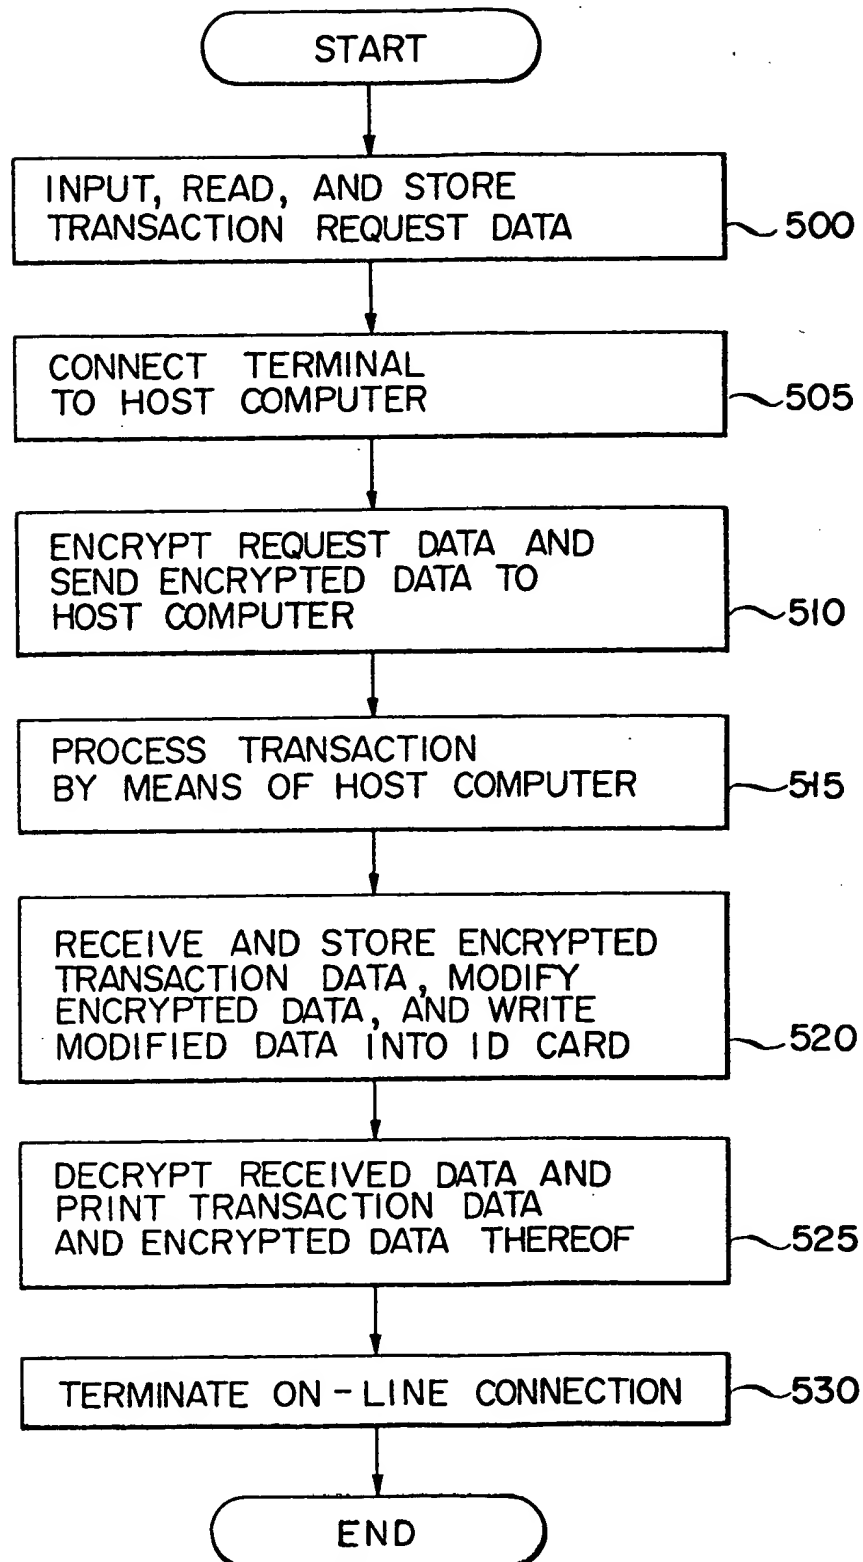 START
INPUT, READ, AND STORE
TRANSACTION REQUEST DATA
500
CONNECT TERMINAL
TO HOST COMPUTER
505
ENCRYPT REQUEST DATA AND
SEND ENCRYPTED DATA TO
HOST COMPUTER
510
PROCESS TRANSACTION
BY MEANS OF HOST COMPUTER
515
RECEIVE AND STORE ENCRYPTED
TRANSACTION DATA, MODIFY
ENCRYPTED DATA, AND WRITE
MODIFIED DATA INTO ID CARD
520
DECRYPT RECEIVED DATA AND
PRINT TRANSACTION DATA
AND ENCRYPTED DATA THEREOF
525
TERMINATE ON-LINE CONNECTION
530
END